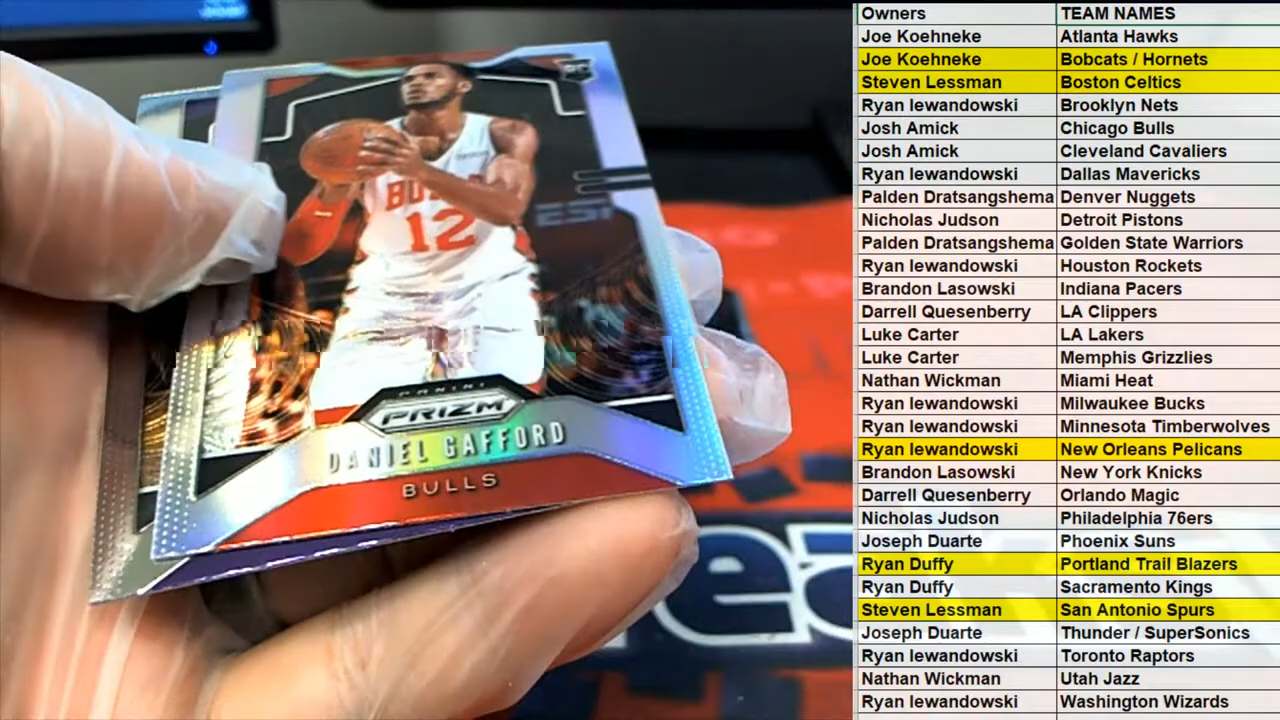 RC
BU
12
PANINI
PRIZM
DANIEL GAFFORD
BULLS
Owners TEAM NAMES
Joe Koehneke Atlanta Hawks
Joe Koehneke Bobcats / Hornets
Steven Lessman Boston Celtics
Ryan lewandowski Brooklyn Nets
Josh Amick Chicago Bulls
Josh Amick Cleveland Cavaliers
Ryan lewandowski Dallas Mavericks
Palden Dratsangshema Denver Nuggets
Nicholas Judson Detroit Pistons
Palden Dratsangshema Golden State Warriors
Ryan lewandowski Houston Rockets
Brandon Lasowski Indiana Pacers
Darrell Quesenberry LA Clippers
Luke Carter LA Lakers
Luke Carter Memphis Grizzlies
Nathan Wickman Miami Heat
Ryan lewandowski Milwaukee Bucks
Ryan lewandowski Minnesota Timberwolves
Ryan lewandowski New Orleans Pelicans
Brandon Lasowski New York Knicks
Darrell Quesenberry Orlando Magic
Nicholas Judson Philadelphia 76ers
Joseph Duarte Phoenix Suns
Ryan Duffy Portland Trail Blazers
Ryan Duffy Sacramento Kings
Steven Lessman San Antonio Spurs
Joseph Duarte Thunder / SuperSonics
Ryan lewandowski Toronto Raptors
Nathan Wickman Utah Jazz
Ryan lewandowski Washington Wizards